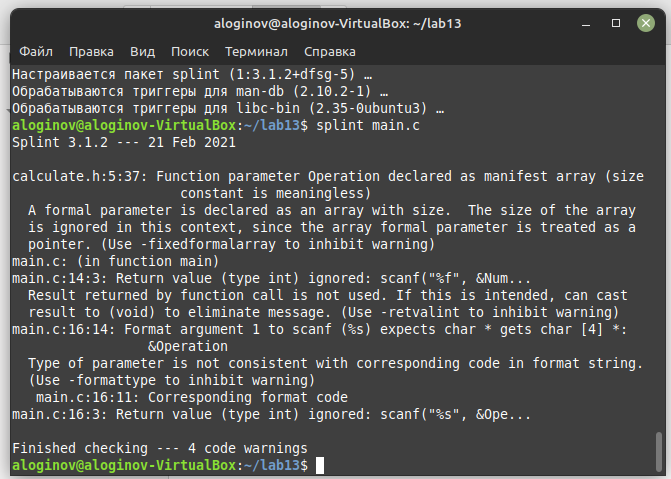 aloginov@aloginov-VirtualBox: ~/lab13
Файл Правка Вид Поиск Терминал Справка
Настраивается пакет splint (1:3.1.2+dfsg-5) …
Обрабатываются триггеры для man-db (2.10.2-1) …
Обрабатываются триггеры для libc-bin (2.35-0ubuntu3) …
aloginov@aloginov-VirtualBox:~/lab13$ splint main.c
Splint 3.1.2 --- 21 Feb 2021
calculate.h:5:37: Function parameter Operation declared as manifest array (size
constant is meaningless)
A formal parameter is declared as an array with size.  The size of the array
is ignored in this context, since the array formal parameter is treated as a
pointer. (Use -fixedformalarray to inhibit warning)
main.c: (in function main)
main.c:14:3: Return value (type int) ignored: scanf("%f", &Num...
Result returned by function call is not used. If this is intended, can cast
result to (void) to eliminate message. (Use -retvalint to inhibit warning)
main.c:16:14: Format argument 1 to scanf (%s) expects char * gets char [4] *:
&Operation
Type of parameter is not consistent with corresponding code in format string.
(Use -formattype to inhibit warning)
main.c:16:11: Corresponding format code
main.c:16:3: Return value (type int) ignored: scanf("%s", &Ope...
Finished checking --- 4 code warnings
aloginov@aloginov-VirtualBox:~/lab13$